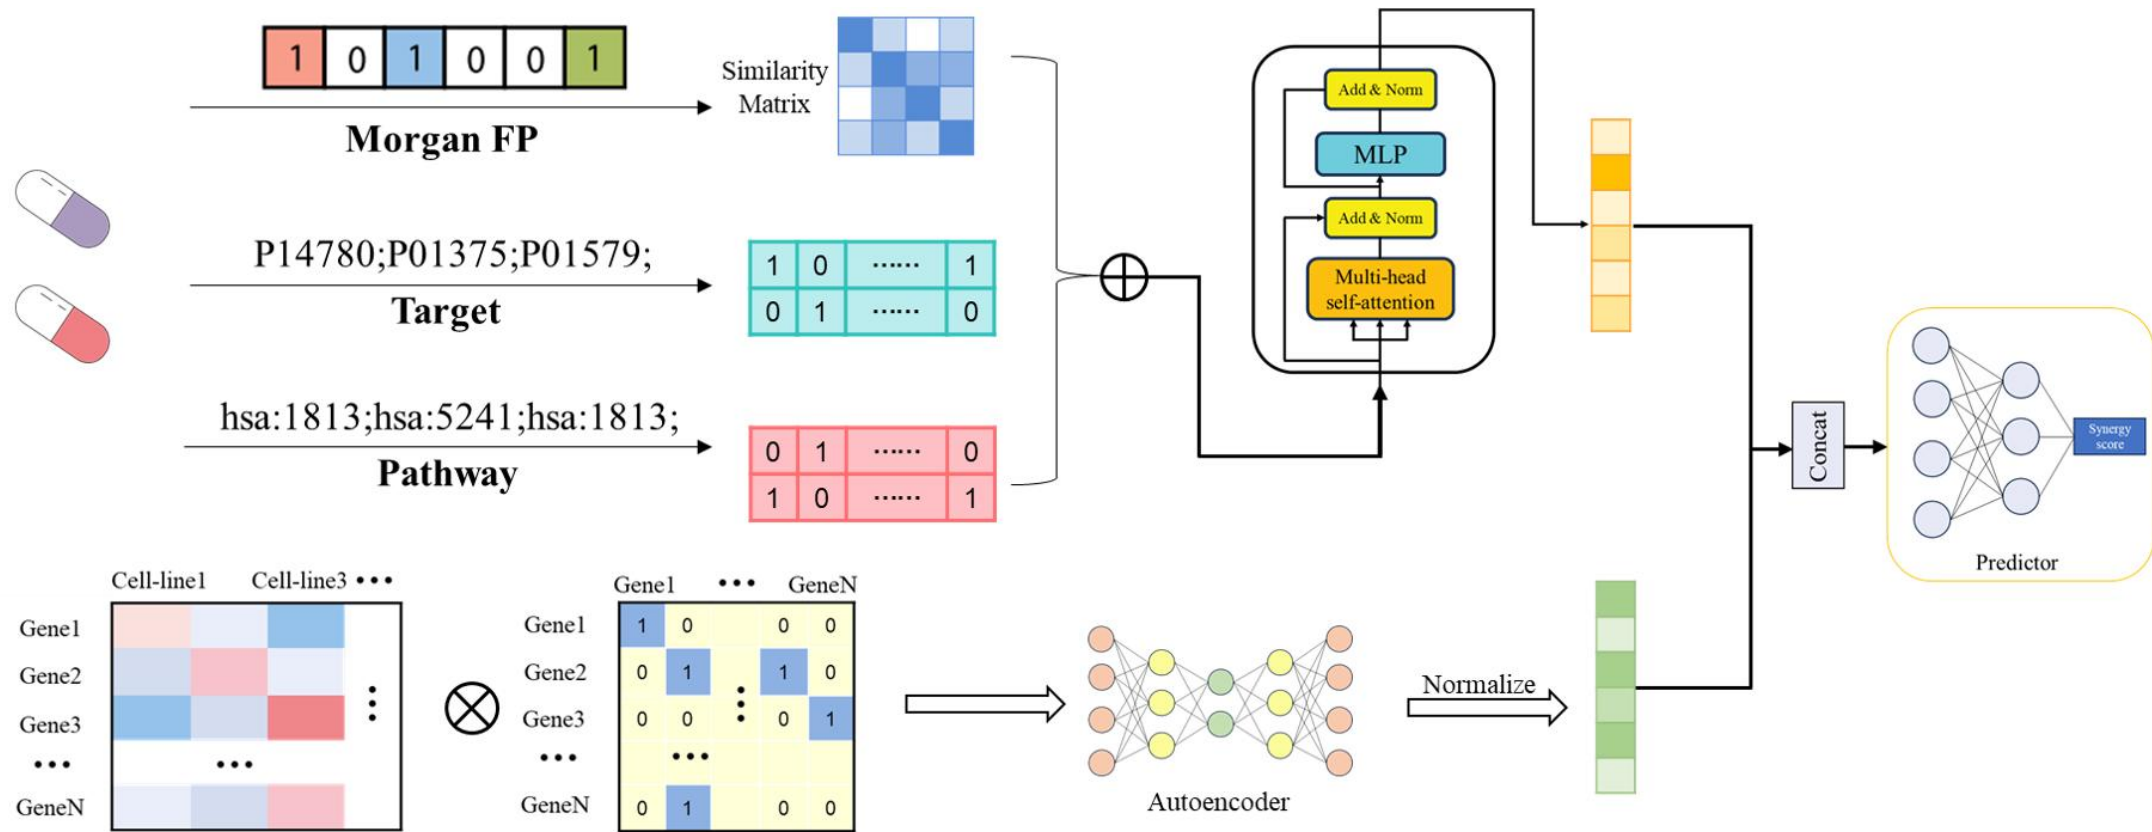 1 0 1 0 0 1
Morgan FP
Similarity
Matrix
P14780;P01375;P01579;
Target
1 0 ...... 1
0 1 ...... 0
hsa:1813;hsa:5241;hsa:1813;
Pathway
0 1 ...... 0
1 0 ...... 1
Add & Norm
MLP
Add & Norm
Multi-head
self-attention
Concat
Synergy
score
Predictor
Cell-line1 Cell-line3 •••
Gene1
Gene2
Gene3
•••
•••
GeneN
Gene1 ••• GeneN
Gene1 1 0 0 0
Gene2 0 1 1 0
Gene3 0 0 0 1
•••
•••
GeneN 0 1 0 0
Autoencoder
Normalize